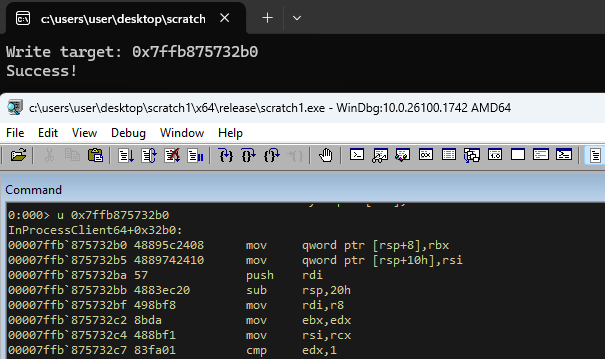 c:\users\user\desktop\scratch
Write target: 0x7ffb875732b0
Success!
c:\users\user\desktop\scratch1\x64\release\scratch1.exe - WinDbg:10.0.26100.1742 AMD64
File Edit View Debug Window Help
Command
0:000> u 0x7ffb875732b0
InProcessClient64+0x32b0:
00007ffb`875732b0 48895c2408 mov qword ptr [rsp+8],rbx
00007ffb`875732b5 4889742410 mov qword ptr [rsp+10h],rsi
00007ffb`875732ba 57 push rdi
00007ffb`875732bb 4883ec20 sub rsp,20h
00007ffb`875732bf 498bf8 mov rdi,r8
00007ffb`875732c2 8bda mov ebx,edx
00007ffb`875732c4 488bf1 mov rsi,rcx
00007ffb`875732c7 83fa01 cmp edx,1